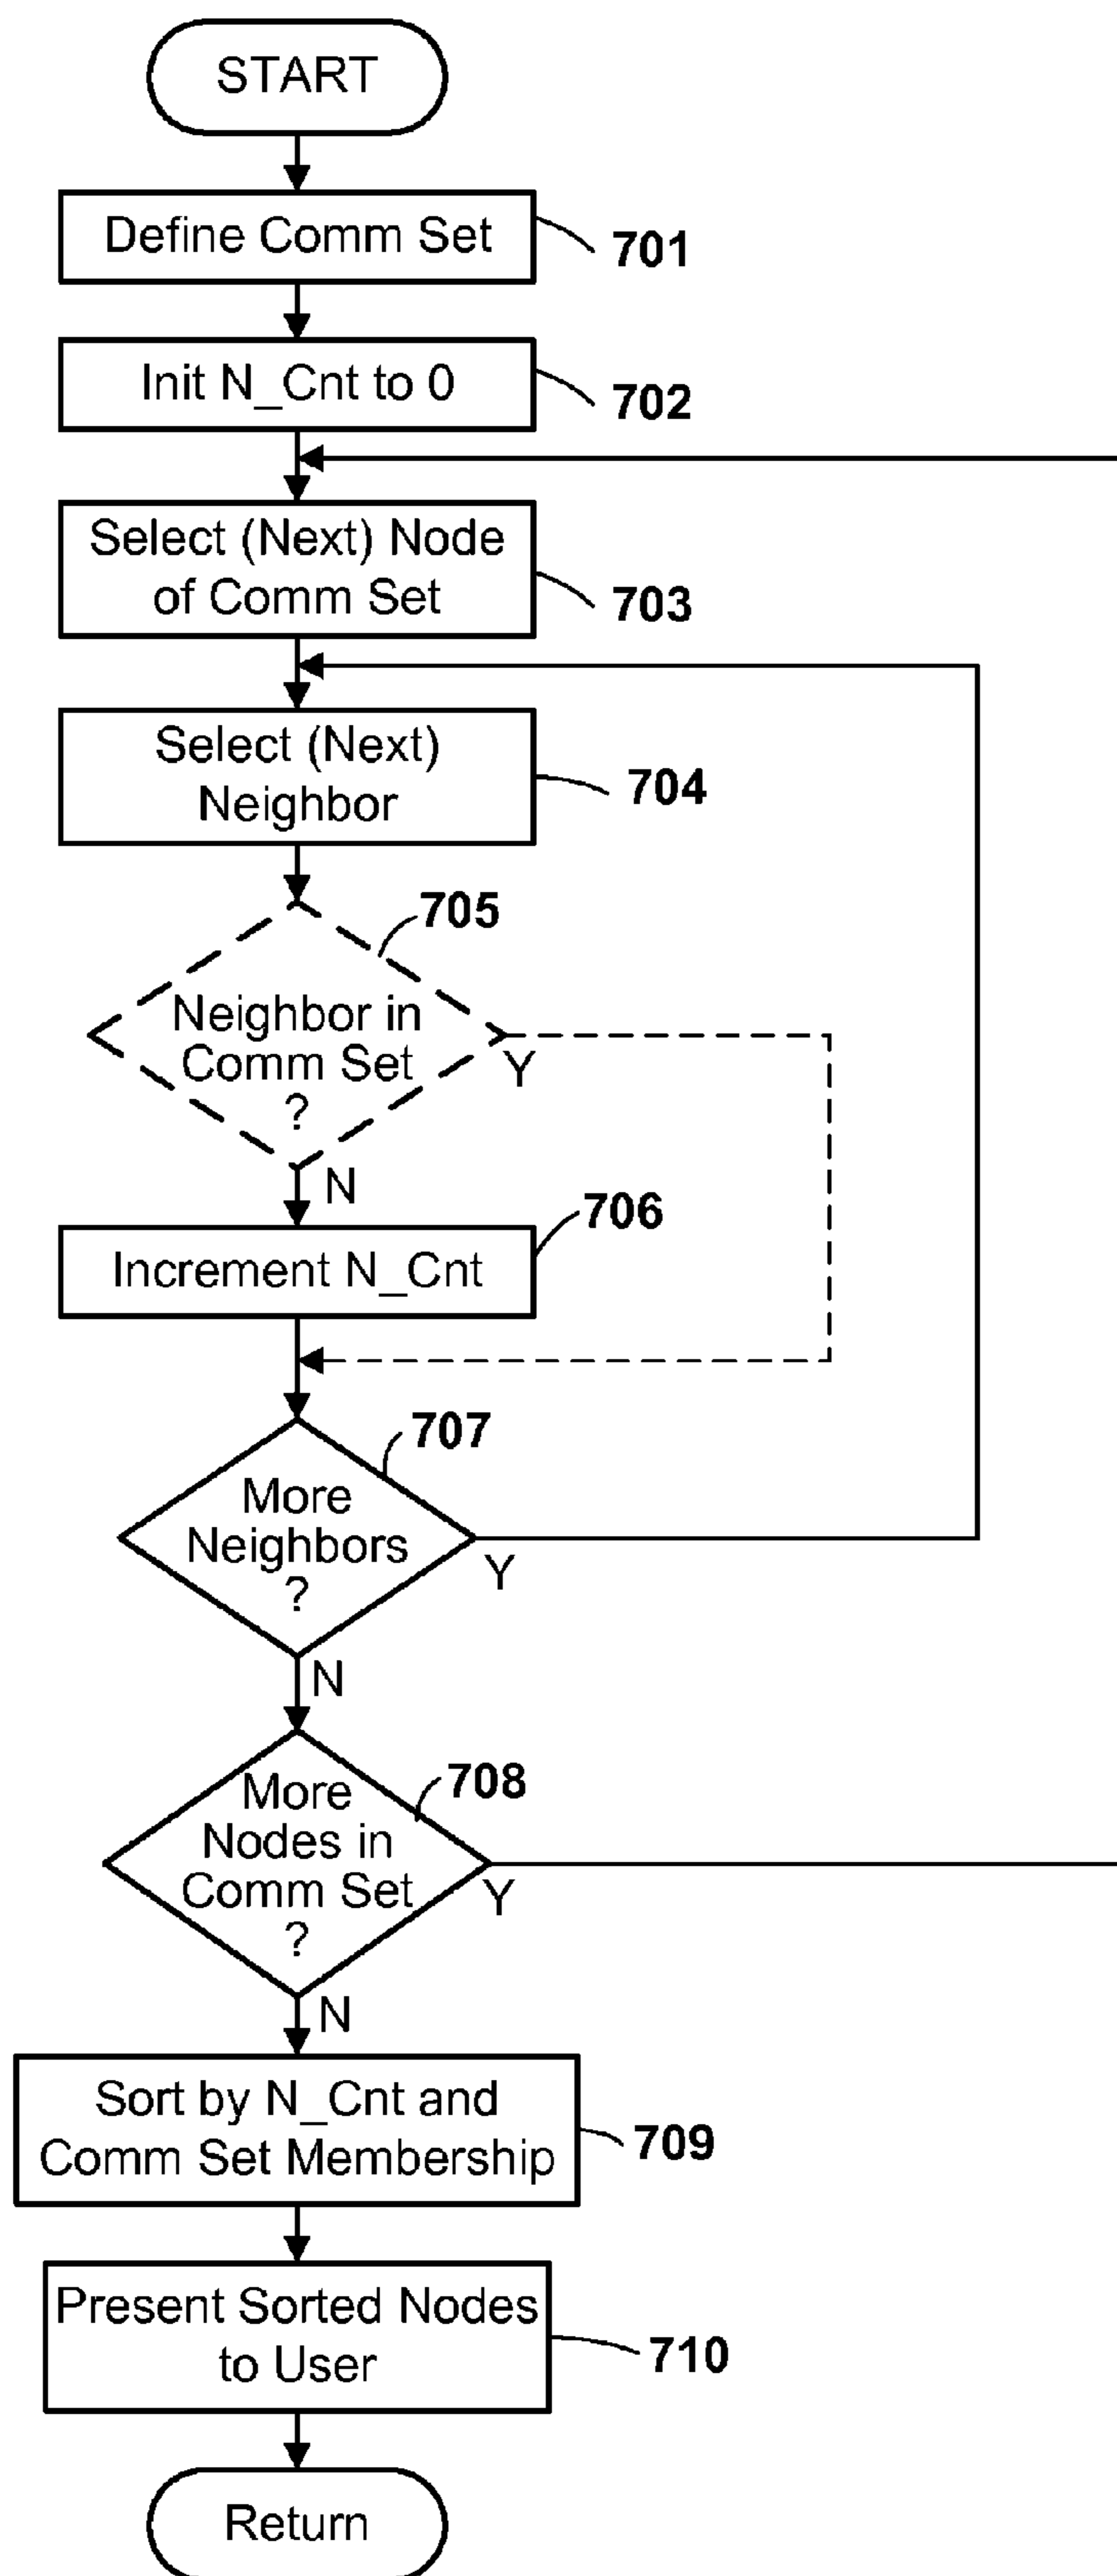 START
Define Comm Set
701
Init N_Cnt to 0
702
Select (Next) Node
of Comm Set
703
Select (Next)
Neighbor
704
705
Neighbor in
Comm Set
?
Y
N
706
Increment N_Cnt
707
More
Neighbors
?
Y
N
708
More
Nodes in
Comm Set
?
Y
N
Sort by N_Cnt and
Comm Set Membership
709
Present Sorted Nodes
to User
710
Return